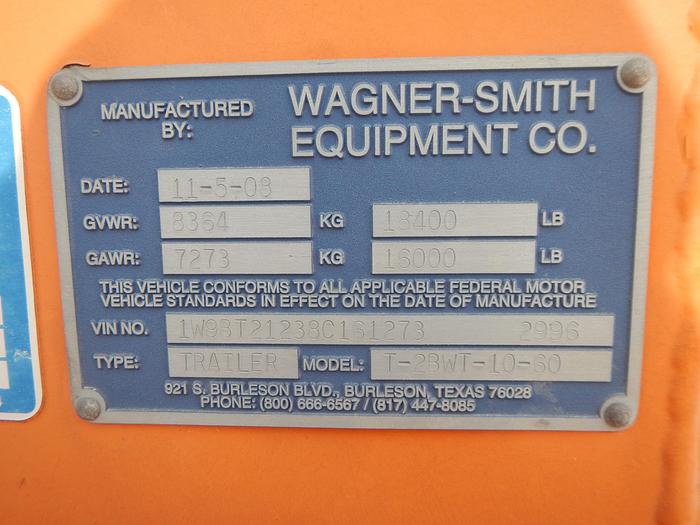 MANUFACTURED BY:
WAGNER-SMITH
EQUIPMENT CO.
DATE: 11-5-08
GVWR: 8364 KG 18400 LB
GAWR: 7273 KG 16000 LB
THIS VEHICLE CONFORMS TO ALL APPLICABLE FEDERAL MOTOR
VEHICLE STANDARDS IN EFFECT ON THE DATE OF MANUFACTURE
VIN NO. 2996
TYPE: TRAILER MODEL: T-2BWT-10-60
921 S. BURLESON BLVD., BURLESON, TEXAS 76028
PHONE: (800) 666-6567 / (817) 447-8085